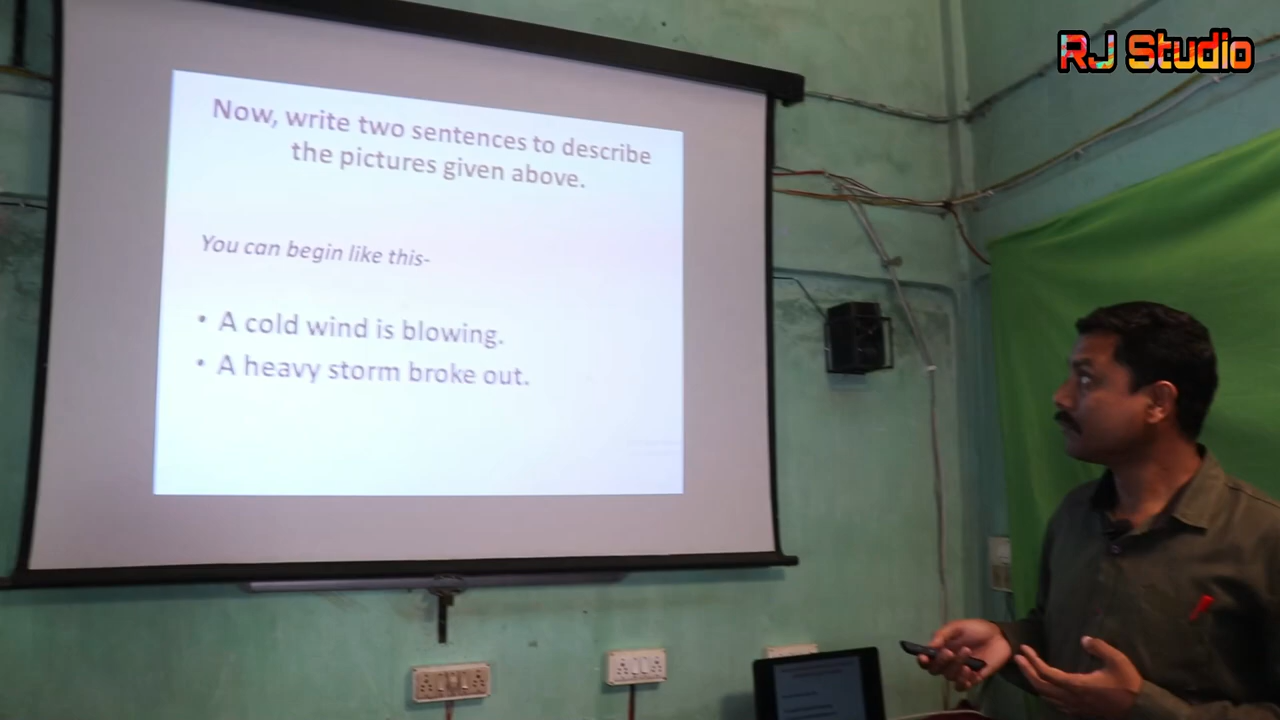 RJ Studio
Now, write two sentences to describe
the pictures given above.
You can begin like this-
• A cold wind is blowing.
• A heavy storm broke out.